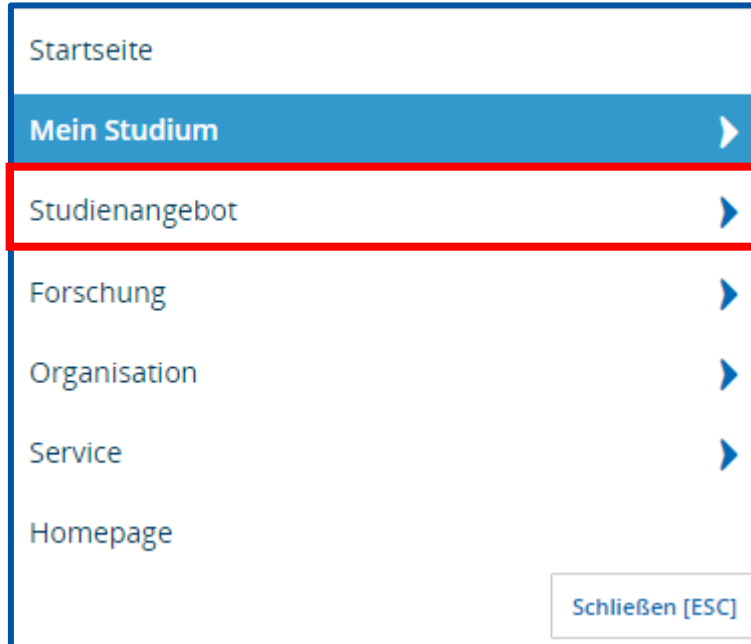 Startseite
Mein Studium
Studienangebot
Forschung
Organisation
Service
Homepage
Schließen [ESC]